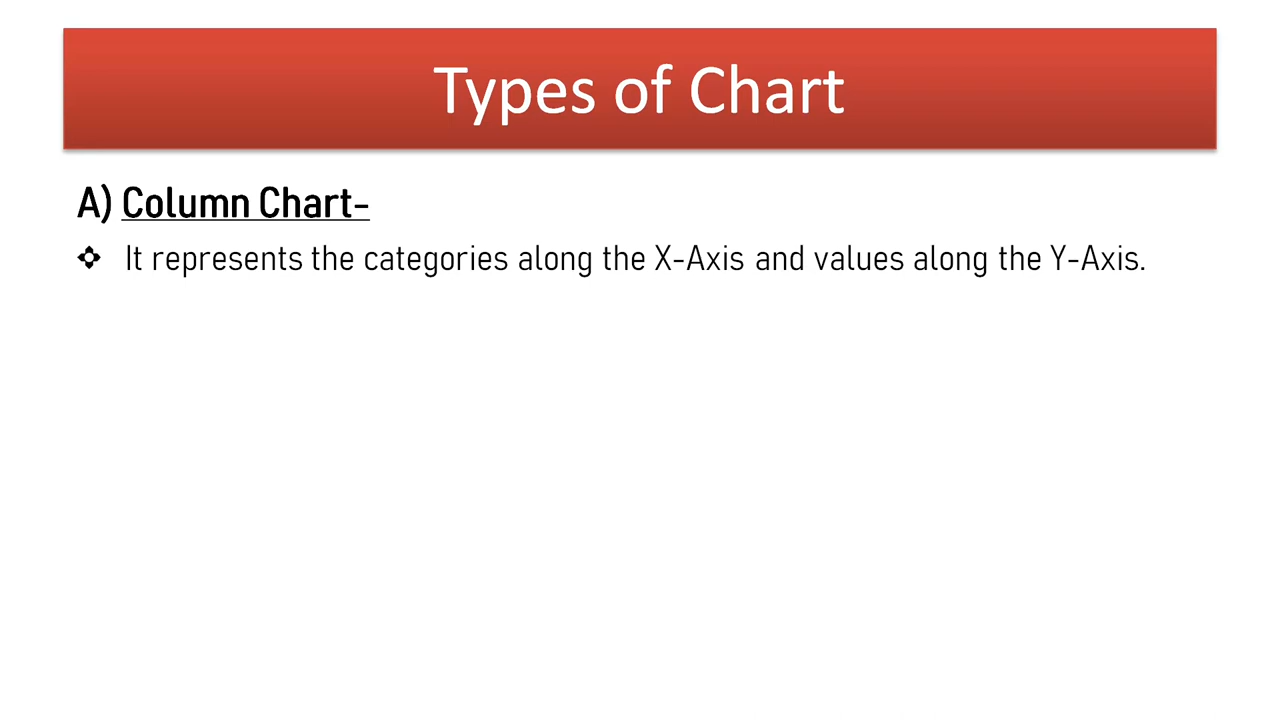 Types of Chart
A) Column Chart-
It represents the categories along the X-Axis and values along the Y-Axis.